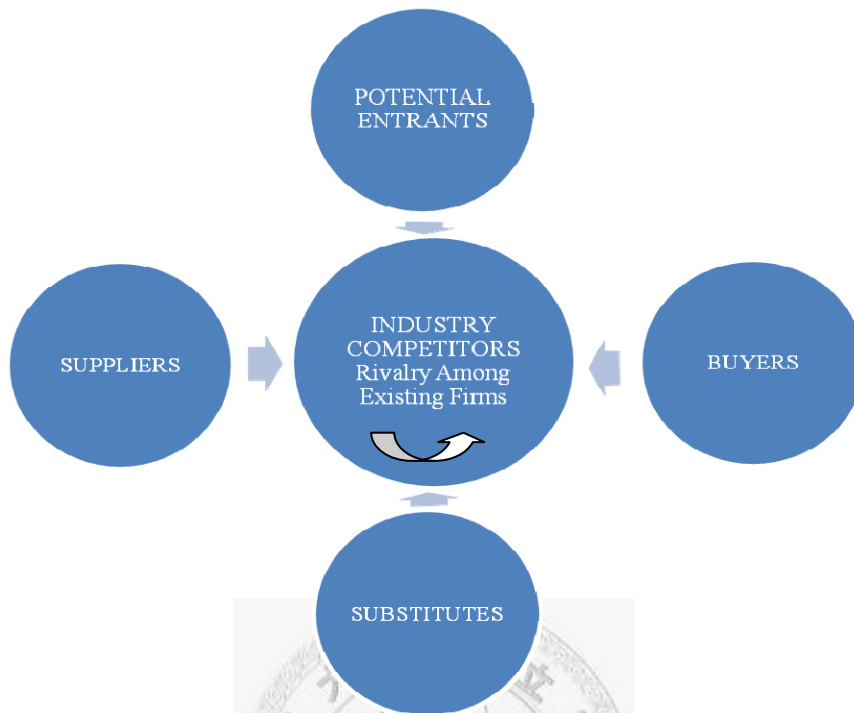 POTENTIAL
ENTRANTS
INDUSTRY
COMPETITORS
Rivalry Among
Existing Firms
SUPPLIERS
BUYERS
SUBSTITUTES